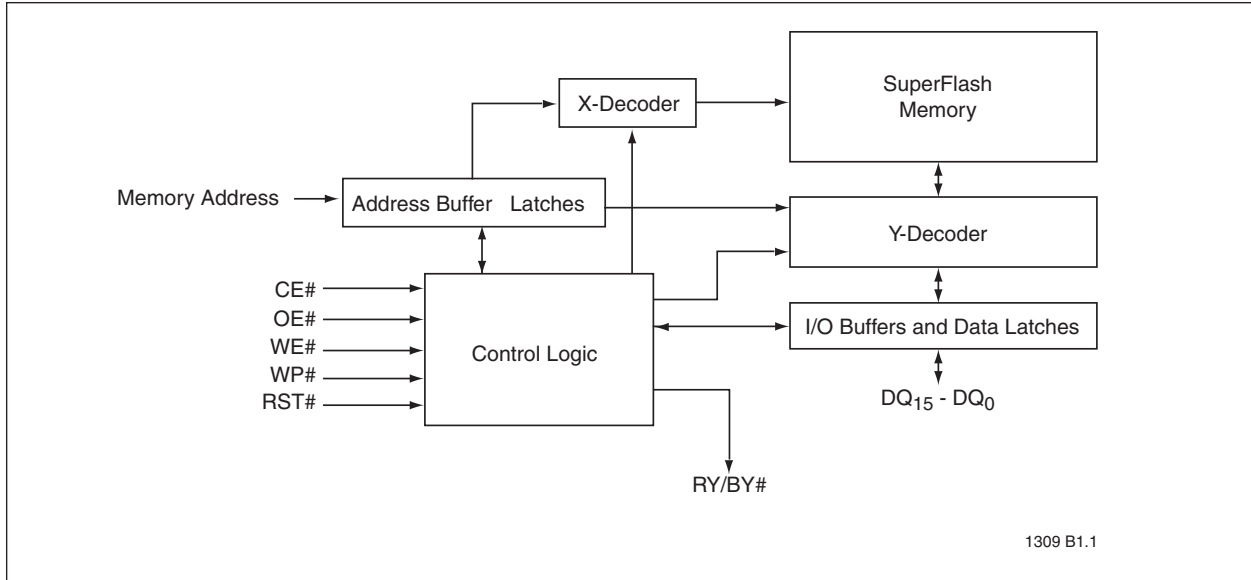 SuperFlash
Memory
X-Decoder
Memory Address
Address Buffer Latches
Y-Decoder
CE#
OE#
WE#
WP#
RST#
Control Logic
I/O Buffers and Data Latches
DQ15 - DQ0
RY/BY#
1309 B1.1